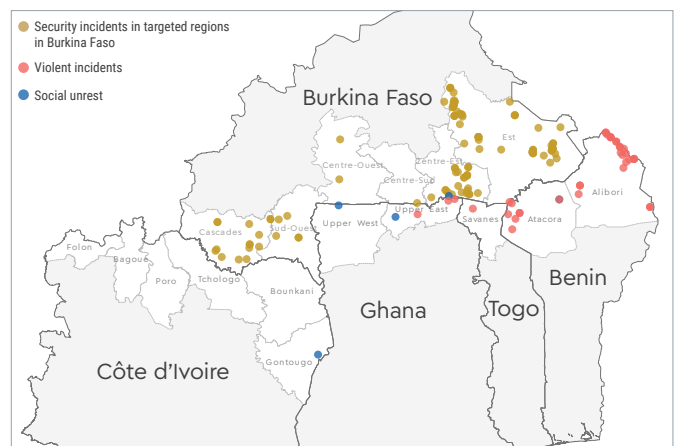 Security incidents in targeted regions
in Burkina Faso
Violent incidents
Social unrest
Burkina Faso
Est
Centre-Ouest
Centre-Est
Centre-Sud
Alibori
Cascades
Sud-Ouest
Upper West
Upper East
Savanes
Atacora
Folon
Bagoué
Poro
Tchologo
Bounkani
Benin
Ghana
Togo
Gontougo
Côte d’Ivoire